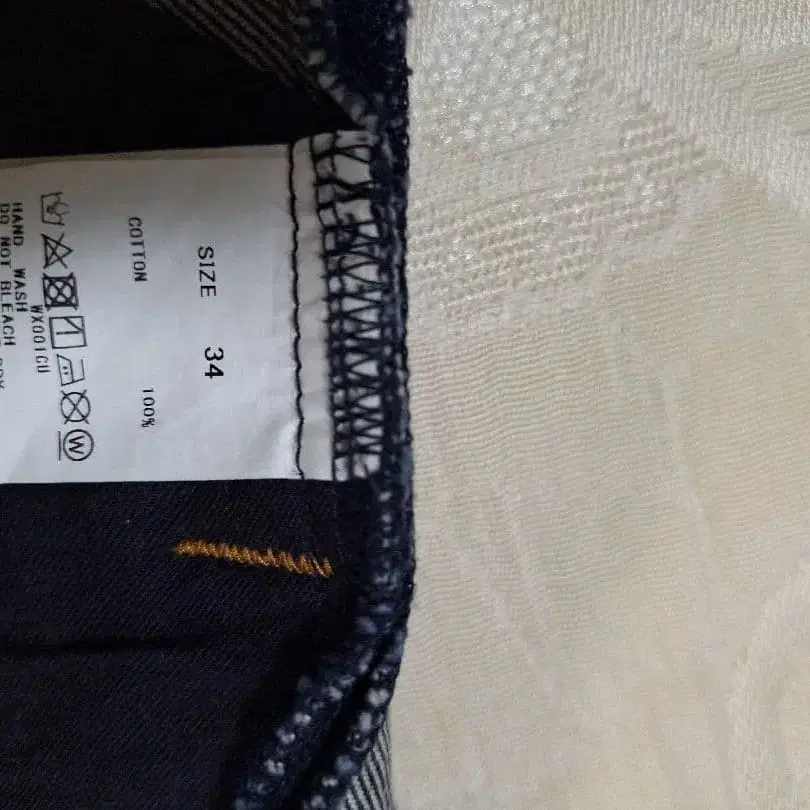 SIZE 34
COTTON 100%
WX001CU
HAND WASH
DO NOT BLEACH